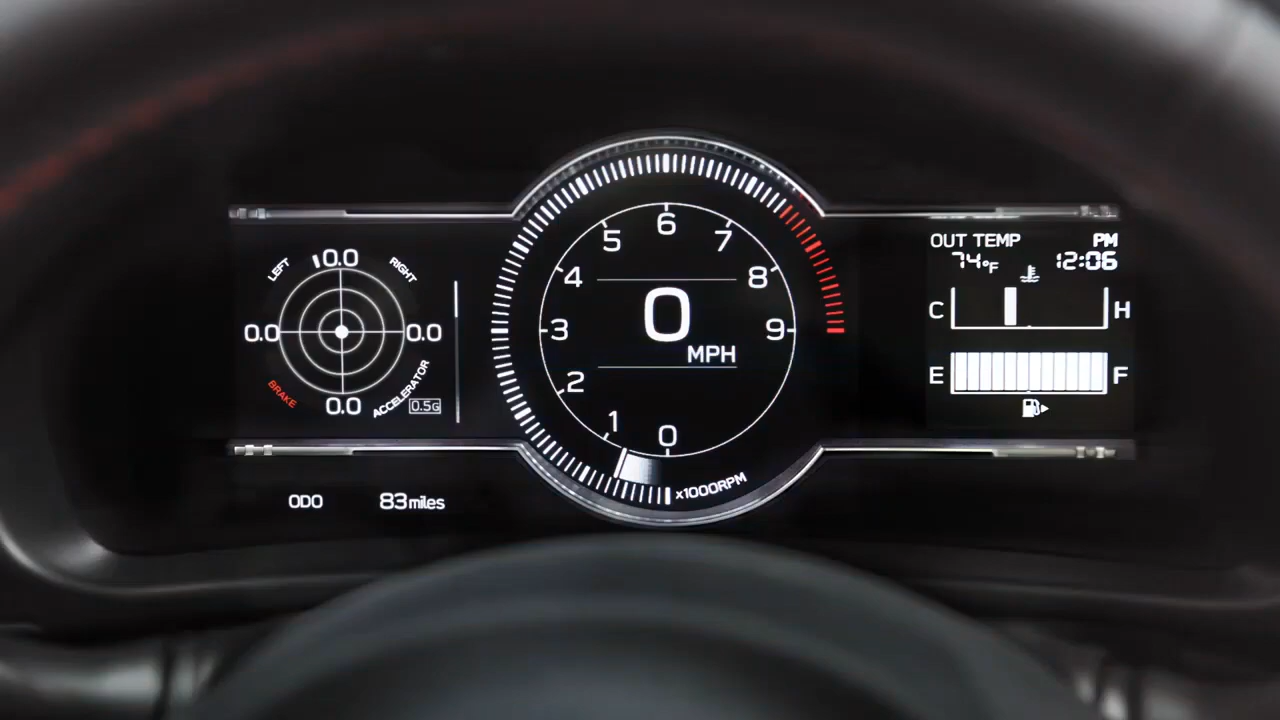 LEFT
0.0
RIGHT
0.0
0.0
BRAKE
0.0
ACCELERATOR
0.5G
ODO 83miles
6
5
7
4
8
3
9
2
1
0
0
MPH
x1000RPM
OUT TEMP PM
74°F 12:06
C H
E F